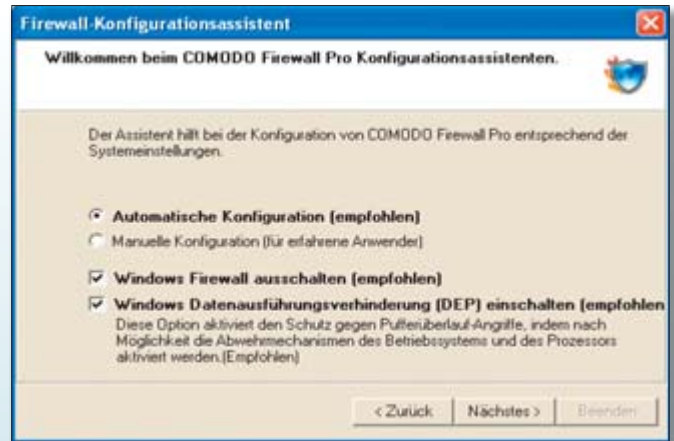 Firewall-Konfigurationsassistent
Willkommen beim COMODO Firewall Pro Konfigurationsassistenten.
Der Assistent hilft bei der Konfiguration von COMODO Firewall Pro entsprechend der
Systemeinstellungen.
Automatische Konfiguration (empfohlen)
Manuelle Konfiguration (für erfahrene Anwender)
Windows Firewall ausschalten (empfohlen)
Windows Datenausführungsverhinderung (DEP) einschalten (empfohlen
Diese Option aktiviert den Schutz gegen Pufferüberlauf-Angriffe, indem nach
Möglichkeit die Abwehrmechanismen des Betriebssystems und des Prozessors
aktiviert werden.(Empfohlen)
< Zurück Nächstes > Beenden